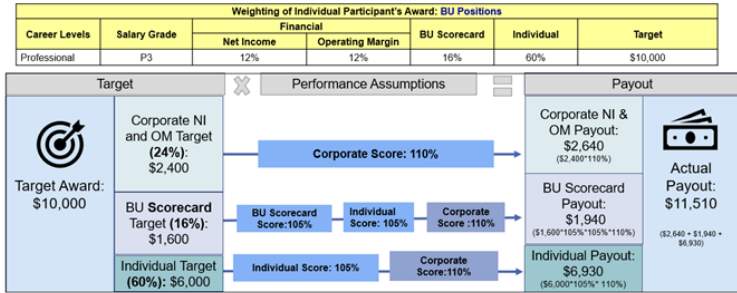 Weighting of Individual Participant's Award: BU Positions
Career Levels
Salary Grade
Financial
Net Income
Operating Margin
BU Scorecard
Individual
Target
Professional
P3
12%
12%
16%
60%
$10,000
Target
Performance Assumptions
Payout
Target Award:
$10,000
Corporate NI
and OM Target
(24%):
$2,400
Corporate Score: 110%
Corporate NI &
OM Payout:
$2,640
($2,400*110%)
BU Scorecard
Target (16%):
$1,600
BU Scorecard
Score:105%
Individual
Score: 105%
Corporate
Score :110%
BU Scorecard
Payout:
$1,940
($1,600*105%*105%*110%)
Individual Target
(60%): $6,000
Individual Score: 105%
Corporate
Score:110%
Individual Payout:
$6,930
($6,000*105%* 110%)
Actual
Payout:
$11,510
($2,640 + $1,940 +
$6,930)